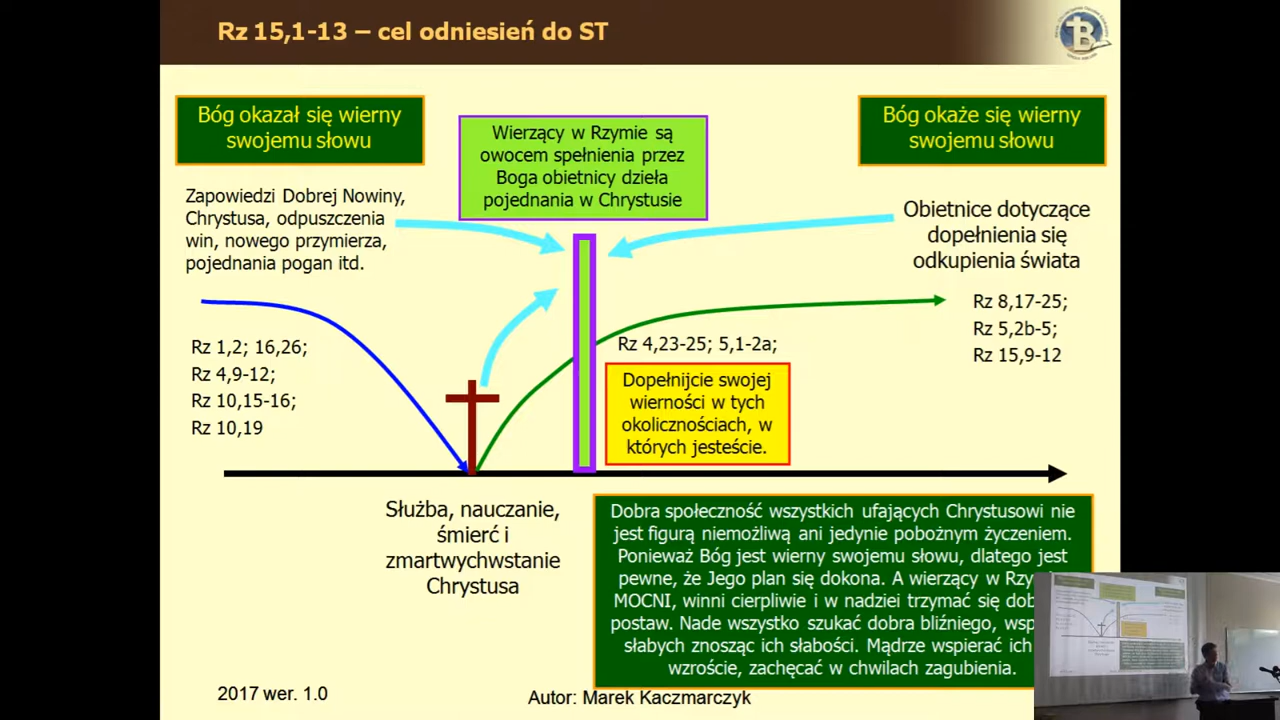 Rz 15,1-13 – cel odniesień do ST
Bóg okazał się wierny
swojemu słowu
Wierzący w Rzymie są
owocem spełnienia przez
Boga obietnicy dzieła
pojednania w Chrystusie
Bóg okaże się wierny
swojemu słowu
Zapowiedzi Dobrej Nowiny,
Chrystusa, odpuszczenia
win, nowego przymierza,
pojednania pogan itd.
Obietnice dotyczące
dopełnienia się
odkupienia świata
Rz 1,2; 16,26;
Rz 4,9-12;
Rz 10,15-16;
Rz 10,19
Rz 4,23-25; 5,1-2a;
Rz 8,17-25;
Rz 5,2b-5;
Rz 15,9-12
Dopełnijcie swojej
wierności w tych
okolicznościach, w
których jesteście.
Służba, nauczanie,
śmierć i
zmartwychwstanie
Chrystusa
Dobra społeczność wszystkich ufających Chrystusowi nie
jest figurą niemożliwą ani jedynie pobożnym życzeniem.
Ponieważ Bóg jest wierny swojemu słowu, dlatego jest
pewne, że Jego plan się dokona. A wierzący w
MOCNI, winni cierpliwie i w nadziei trzymać się
postaw. Nade wszystko szukać dobra bliźniego,
słabych znosząc ich słabości. Mądrze wspierać ich
wzroście, zachęcać w chwilach zagubienia.
2017 wer. 1.0
Autor: Marek Kaczmarczyk